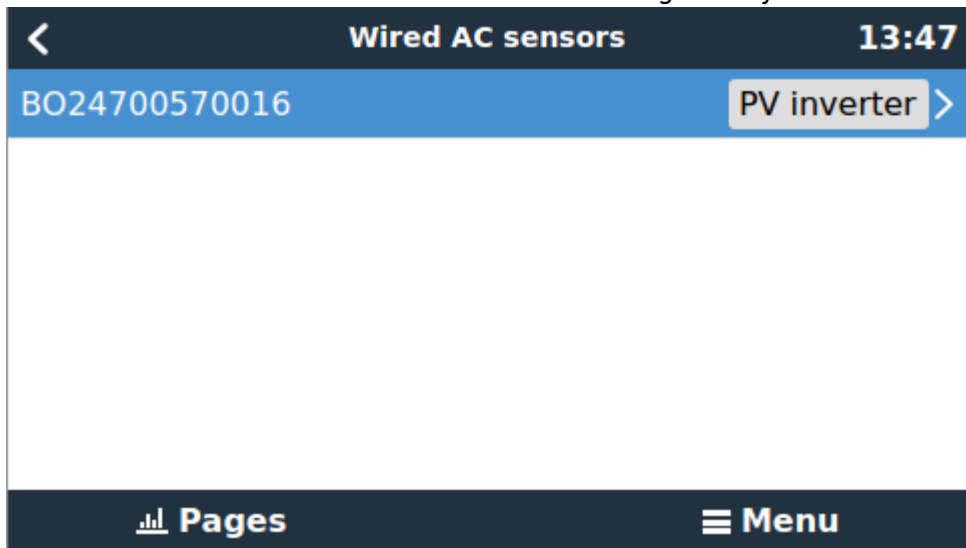 Wired AC sensors 13:47
BO24700570016 PV inverter
Pages Menu